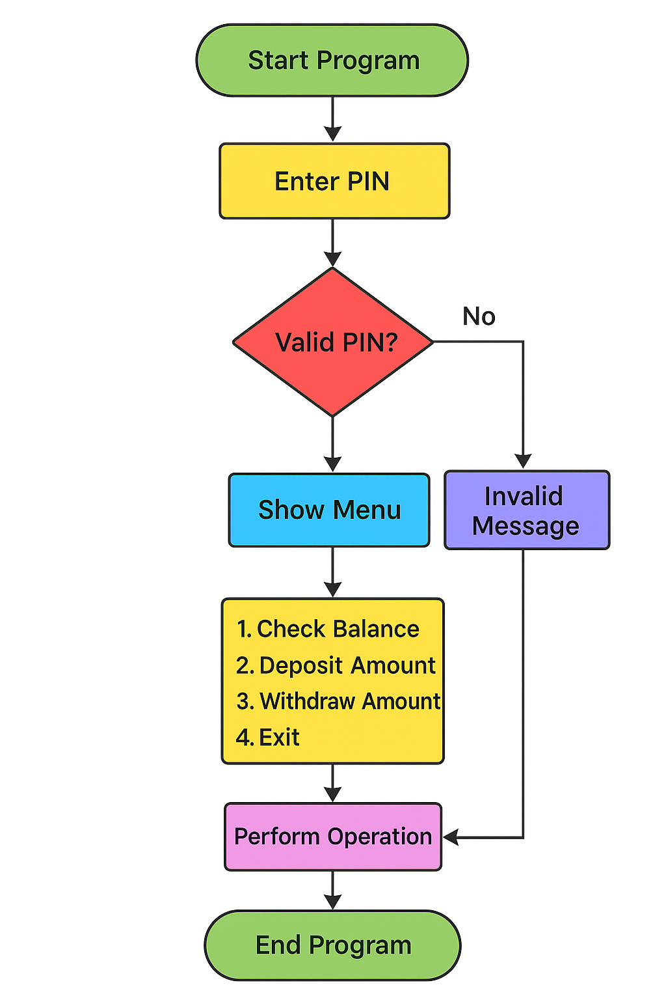 Start Program
Enter PIN
Valid PIN?
No
Show Menu
Invalid
Message
1. Check Balance
2. Deposit Amount
3. Withdraw Amount
4. Exit
Perform Operation
End Program